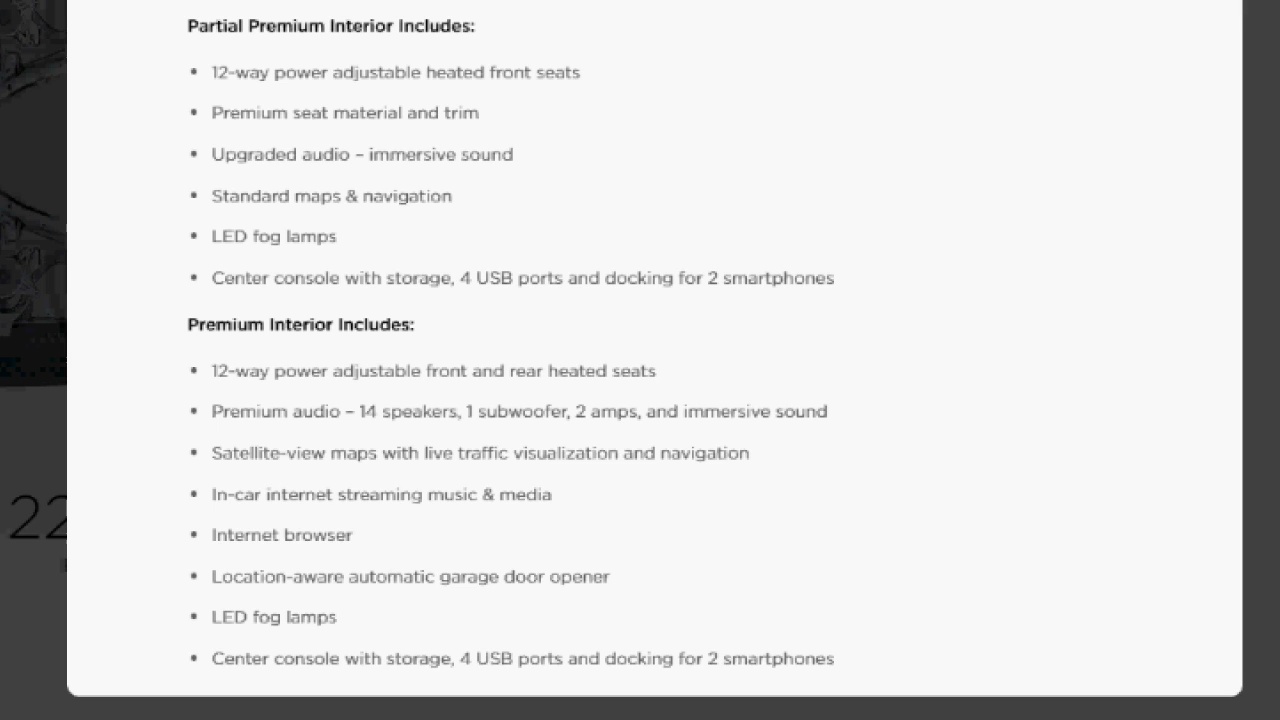 Partial Premium Interior Includes:
• 12-way power adjustable heated front seats
• Premium seat material and trim
• Upgraded audio – immersive sound
• Standard maps & navigation
• LED fog lamps
• Center console with storage, 4 USB ports and docking for 2 smartphones
Premium Interior Includes:
• 12-way power adjustable front and rear heated seats
• Premium audio – 14 speakers, 1 subwoofer, 2 amps, and immersive sound
• Satellite-view maps with live traffic visualization and navigation
• In-car internet streaming music & media
22
• Internet browser
• Location-aware automatic garage door opener
• LED fog lamps
• Center console with storage, 4 USB ports and docking for 2 smartphones